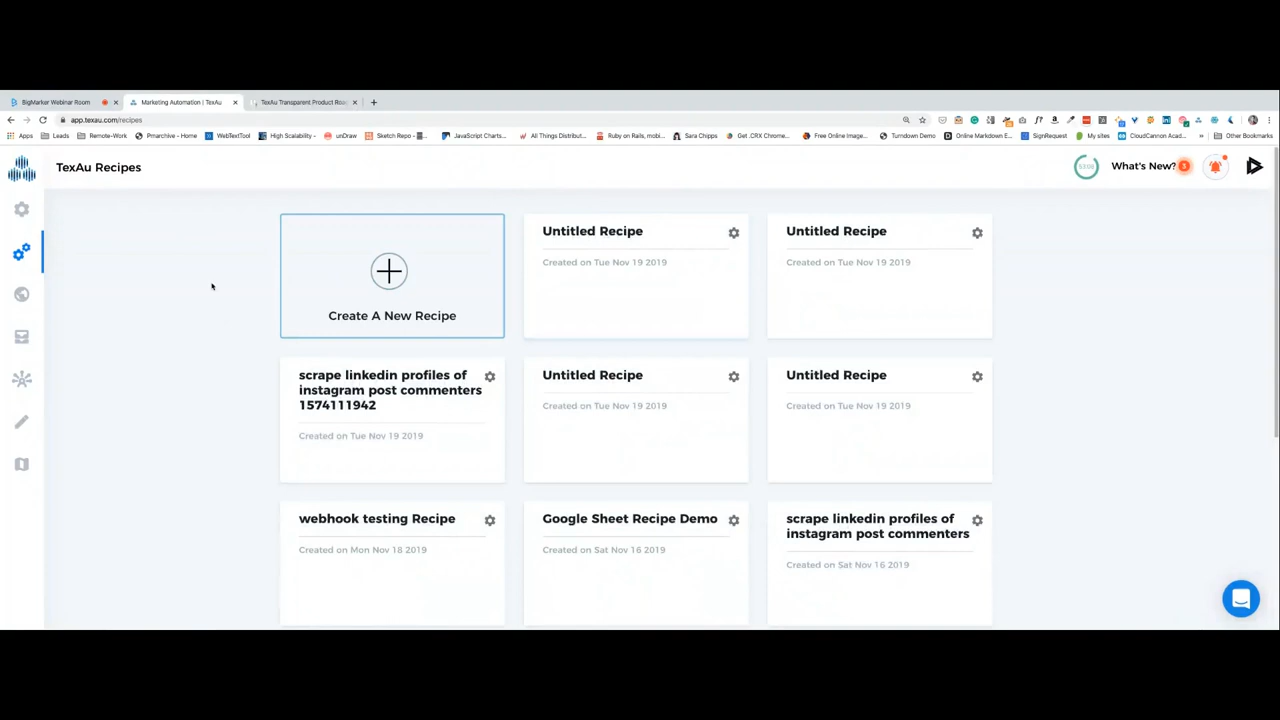 BigMarker Webinar Room
Marketing Automation | TexAu
TexAu Transparent Product Roa
app.texau.com/recipes
Apps
Leads
Remote-Work
Pmarchive - Home
WebTextTool
High Scalability -
unDraw
Sketch Repo -
JavaScript Charts...
All Things Distribut...
Ruby on Rails, mobi...
Sara Chipps
Get .CRX Chrome...
Free Online Image...
Turndown Demo
Online Markdown E...
SignRequest
My sites
CloudCannon Acad...
»
Other Bookmarks
TexAu Recipes
What's New?
Create A New Recipe
Untitled Recipe
Created on Tue Nov 19 2019
Untitled Recipe
Created on Tue Nov 19 2019
scrape linkedin profiles of
instagram post commenters
1574111942
Created on Tue Nov 19 2019
Untitled Recipe
Created on Tue Nov 19 2019
Untitled Recipe
Created on Tue Nov 19 2019
webhook testing Recipe
Created on Mon Nov 18 2019
Google Sheet Recipe Demo
Created on Sat Nov 16 2019
scrape linkedin profiles of
instagram post commenters
Created on Sat Nov 16 2019